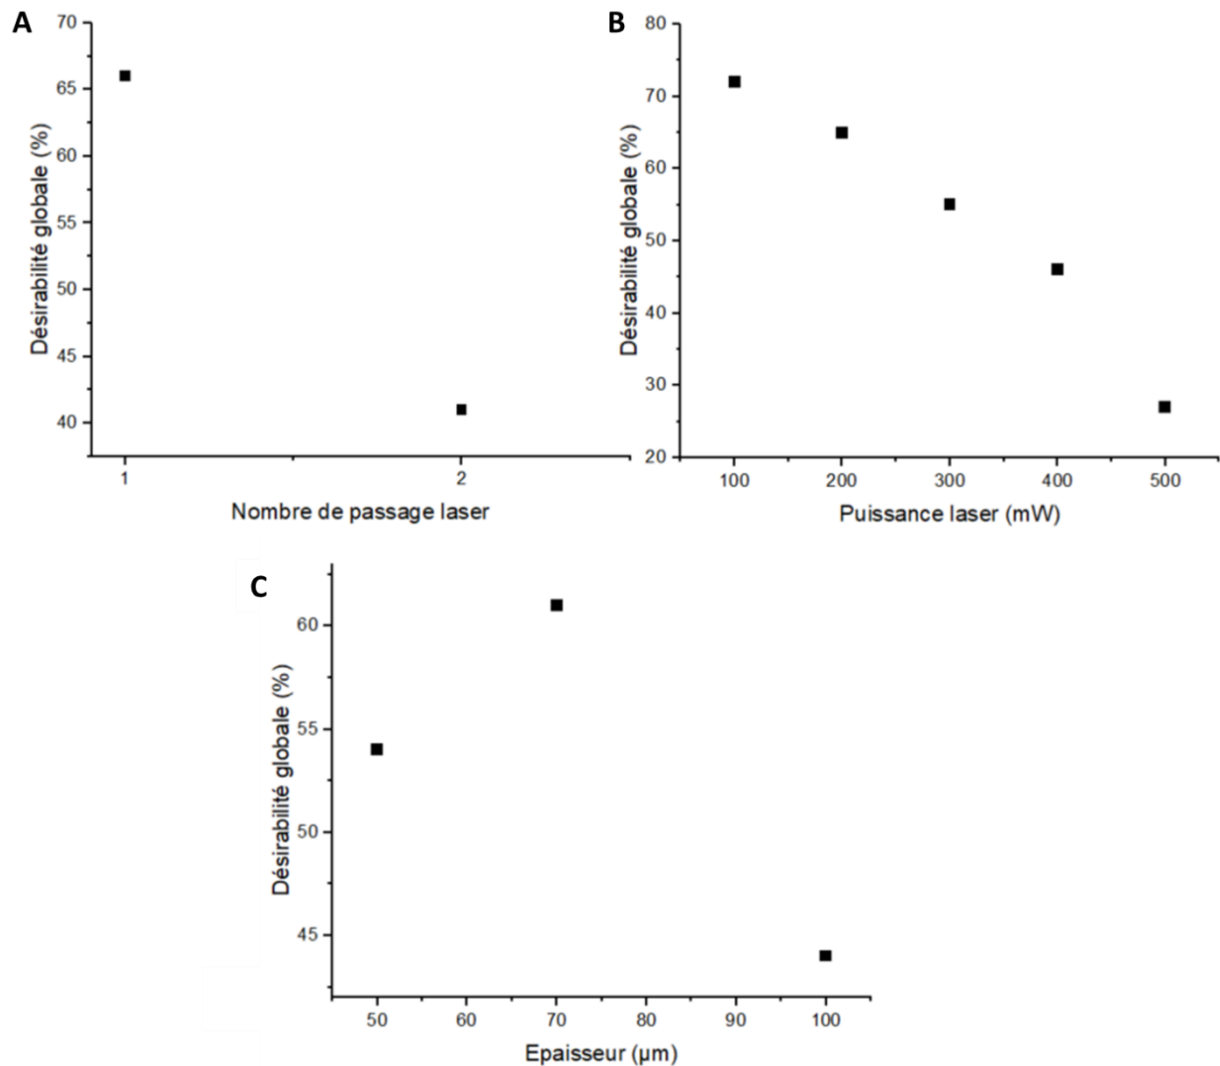 A
70
65
60
55
50
45
40
Désirabilité globale (%)
1 2
Nombre de passage laser
B
80
70
60
50
40
30
20
Désirabilité globale (%)
100 200 300 400 500
Puissance laser (mW)
C
60
55
50
45
Désirabilité globale (%)
50 60 70 80 90 100
Epaisseur (µm)